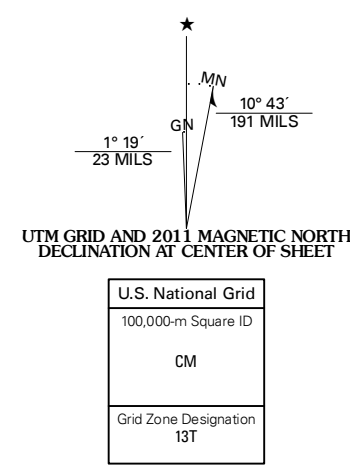 ★
MN
GN
10° 43´
191 MILS
1° 19´
23 MILS
UTM GRID AND 2011 MAGNETIC NORTH
DECLINATION AT CENTER OF SHEET
U.S. National Grid
100,000-m Square ID
CM
Grid Zone Designation
13T